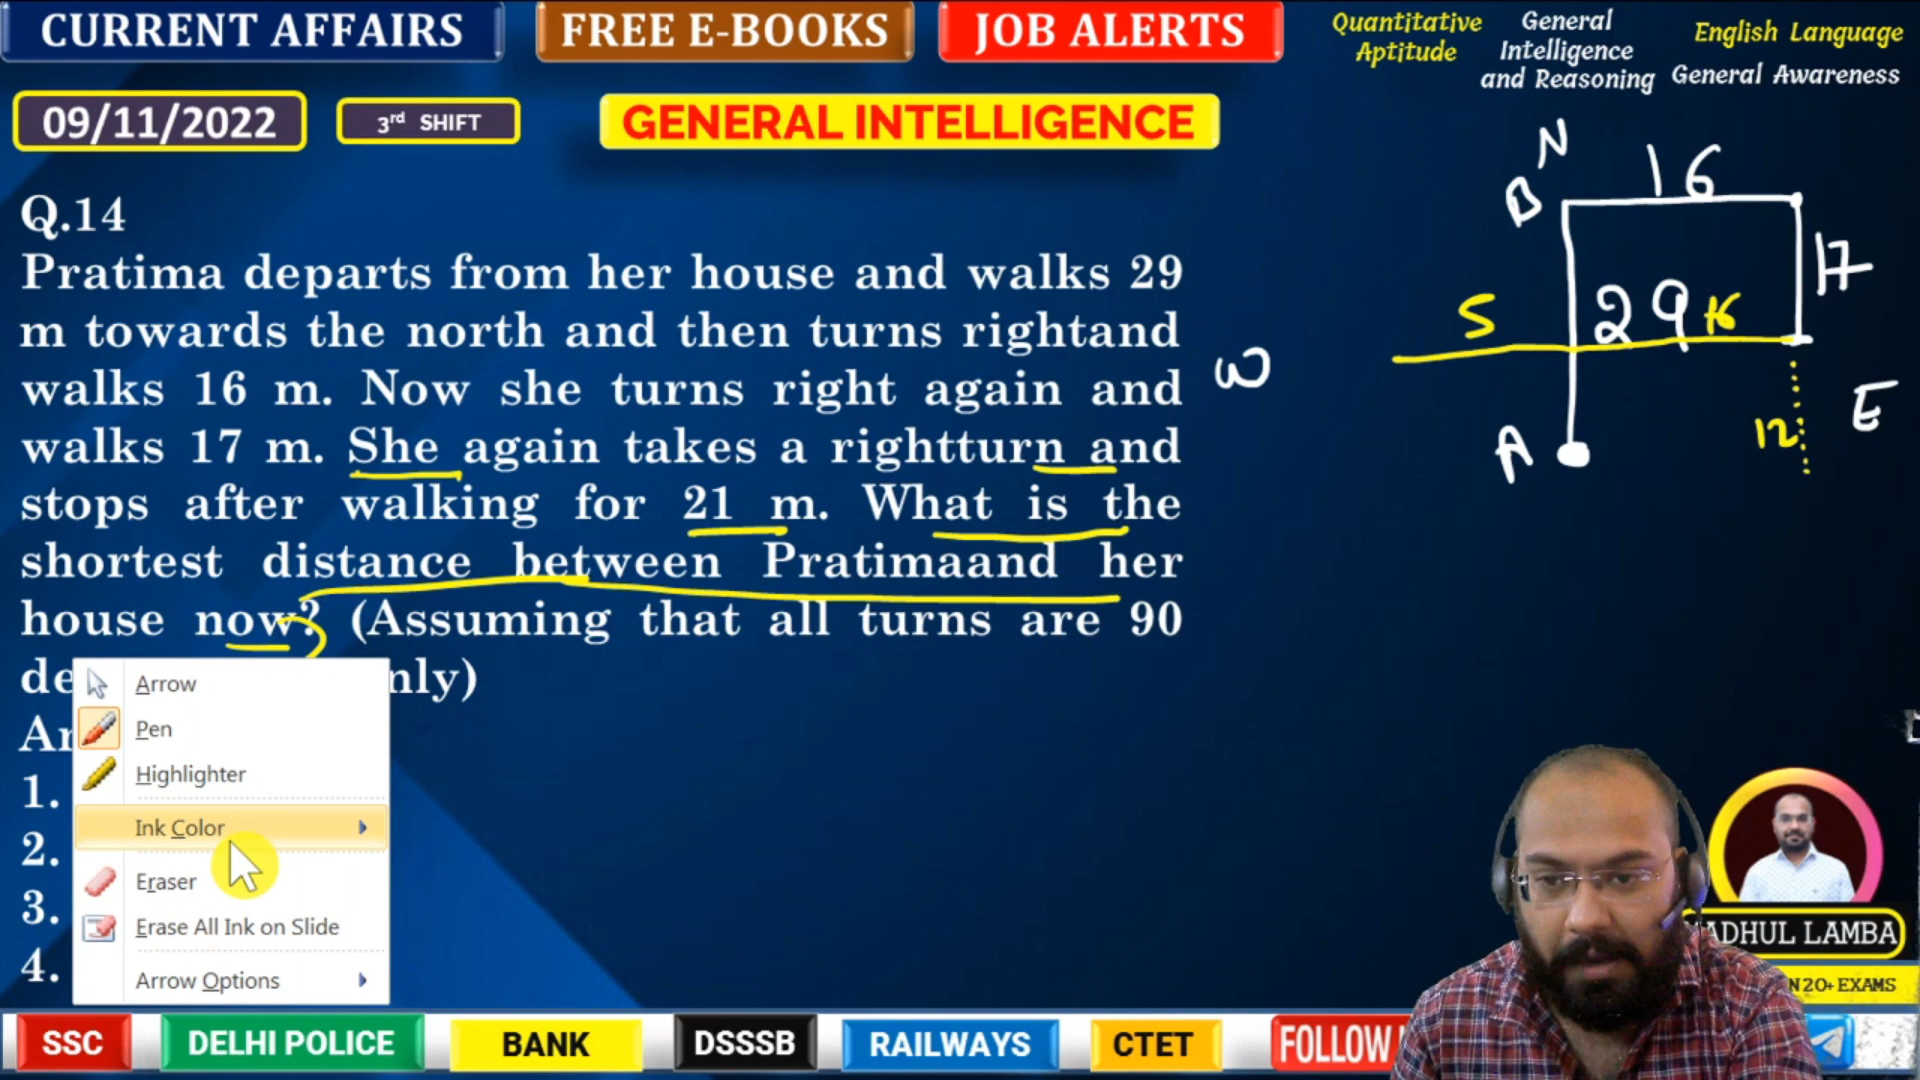 CURRENT AFFAIRS
FREE E-BOOKS
JOB ALERTS
Quantitative Aptitude
General Intelligence and Reasoning
English Language
General Awareness
09/11/2022
3rd SHIFT
GENERAL INTELLIGENCE
Q.14
Pratima departs from her house and walks 29
m towards the north and then turns rightand
walks 16 m. Now she turns right again and
walks 17 m. She again takes a rightturn and
stops after walking for 21 m. What is the
shortest distance between Pratimaand her
house now? (Assuming that all turns are 90
de nly)
1.
2.
3.
4.
Arrow
Pen
Highlighter
Ink Color
Eraser
Erase All Ink on Slide
Arrow Options
N
B
16
17
29
5
16
W
E
12
A
ADHUL LAMBA
N 20+ EXAMS
SSC
DELHI POLICE
BANK
DSSSB
RAILWAYS
CTET
FOLLOW